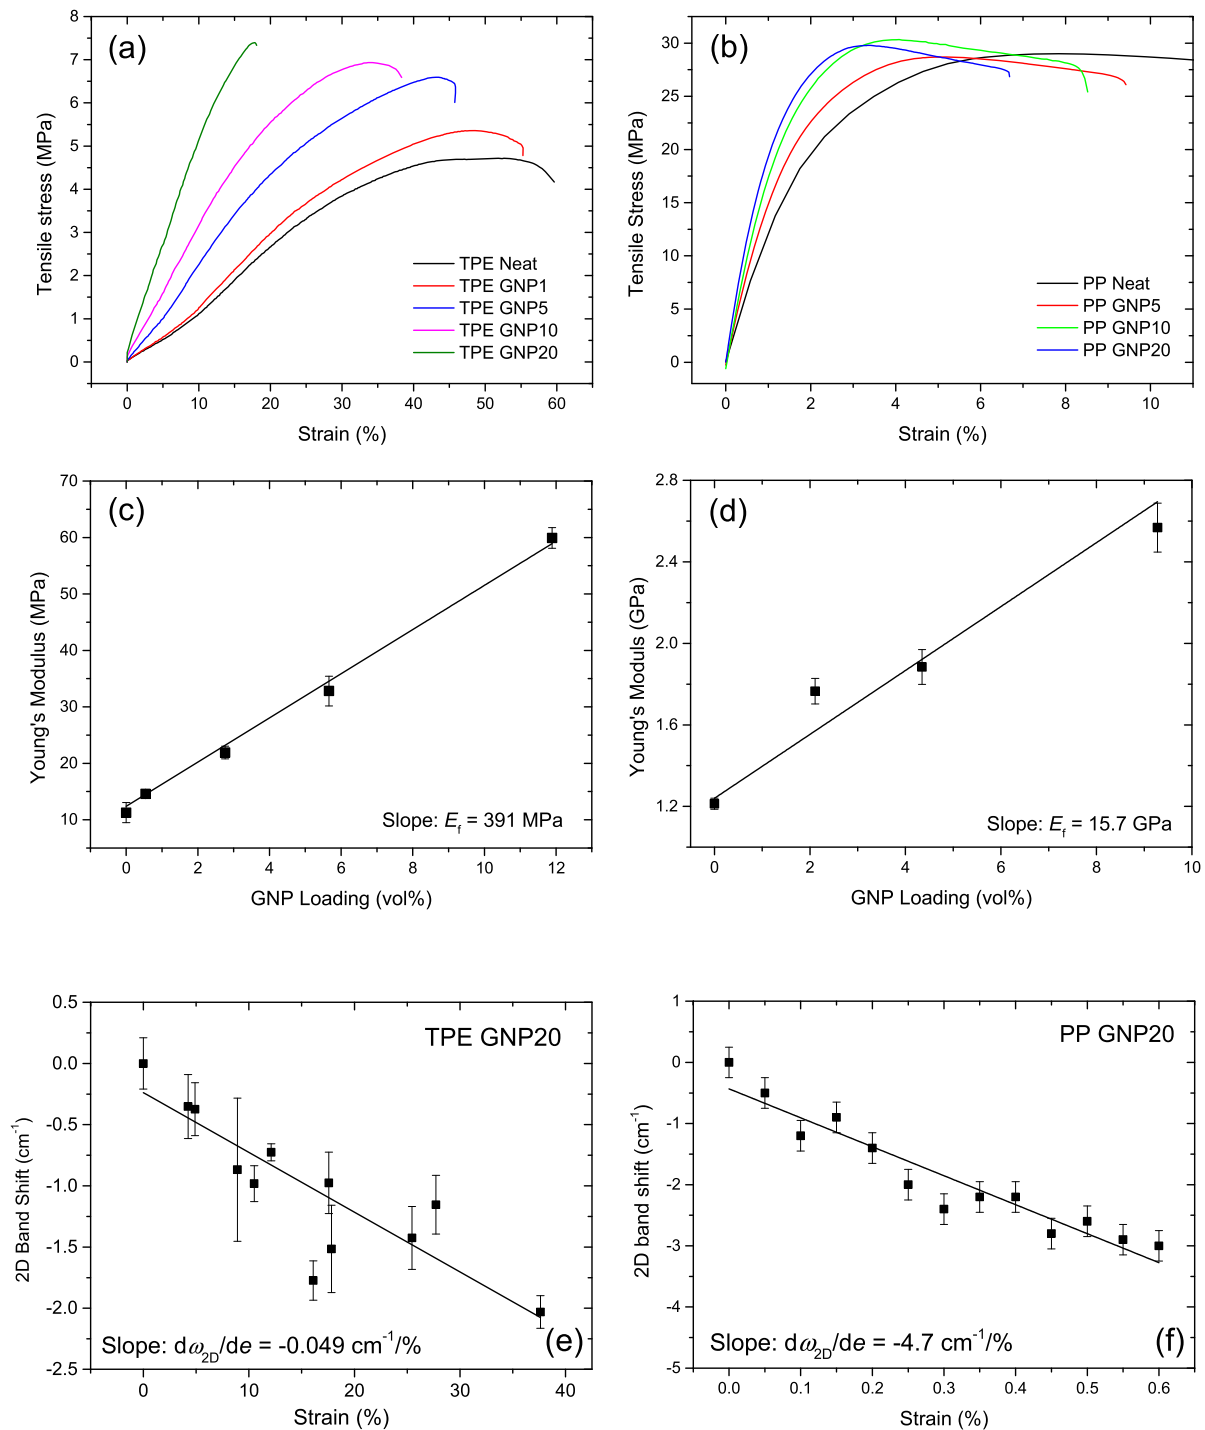 (a)
Tensile stress (MPa)
8
7
6
5
4
3
2
1
0
TPE Neat
TPE GNP1
TPE GNP5
TPE GNP10
TPE GNP20
0 10 20 30 40 50 60
Strain (%)
(b)
Tensile Stress (MPa)
30
25
20
15
10
5
0
PP Neat
PP GNP5
PP GNP10
PP GNP20
0 2 4 6 8 10
Strain (%)
(c)
Young's Modulus (MPa)
70
60
50
40
30
20
10
Slope: E_f = 391 MPa
0 2 4 6 8 10 12
GNP Loading (vol%)
(d)
Young's Moduls (GPa)
2.8
2.4
2.0
1.6
1.2
Slope: E_f = 15.7 GPa
0 2 4 6 8 10
GNP Loading (vol%)
TPE GNP20
2D Band Shift (cm⁻¹)
0.5
0.0
-0.5
-1.0
-1.5
-2.0
-2.5
(e)
Slope: dω_2D/de = -0.049 cm⁻¹/%
0 10 20 30 40
Strain (%)
PP GNP20
2D band shift (cm⁻¹)
1
0
-1
-2
-3
-4
-5
(f)
Slope: dω_2D/de = -4.7 cm⁻¹/%
0.0 0.1 0.2 0.3 0.4 0.5 0.6
Strain (%)